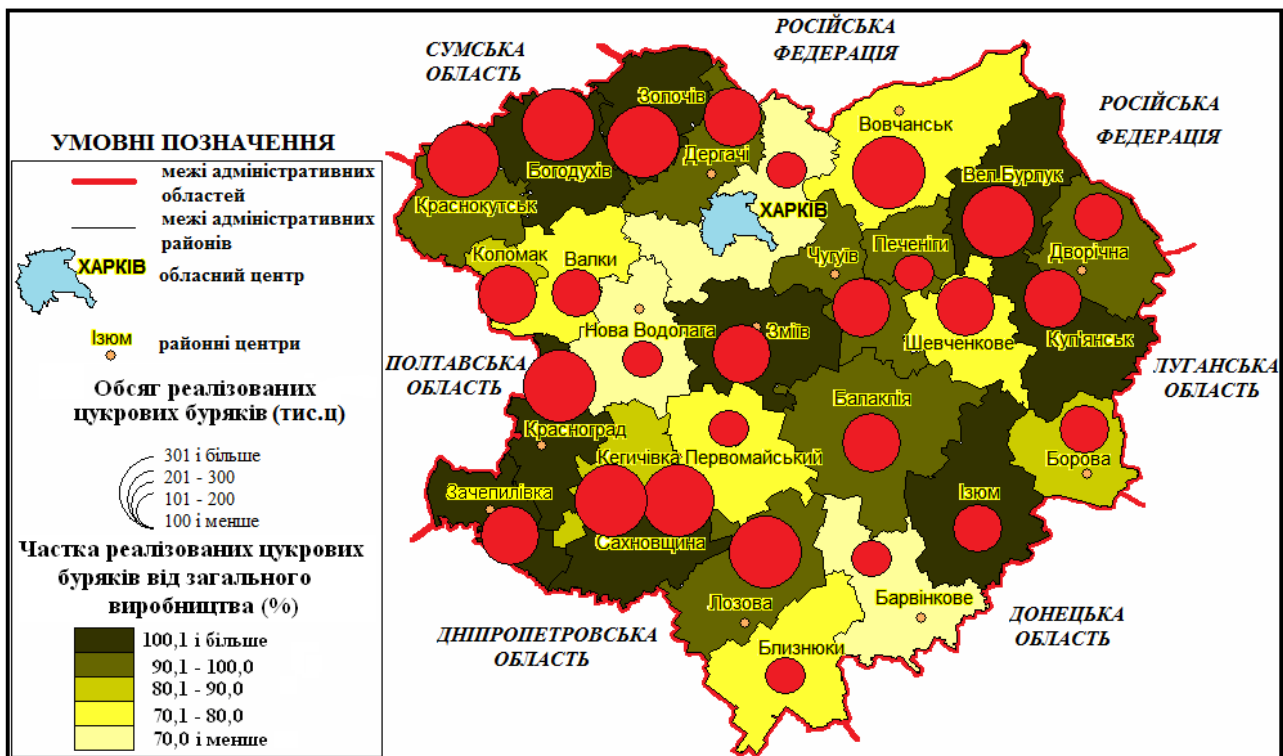 УМОВНІ ПОЗНАЧЕННЯ
межі адміністративних
областей
межі адміністративних
районів
ХАРКІВ
обласний центр
Ізюм
районні центри
Обсяг реалізованих
цукрових буряків (тис.ц)
301 і більше
201 - 300
101 - 200
100 і менше
Частка реалізованих цукрових
буряків від загального
виробництва (%)
100,1 і більше
90,1 - 100,0
80,1 - 90,0
70,1 - 80,0
70,0 і менше
СУМСЬКА
ОБЛАСТЬ
РОСІЙСЬКА
ФЕДЕРАЦІЯ
РОСІЙСЬКА
ФЕДЕРАЦІЯ
Золочів
Дергачі
Вовчанськ
Богодухів
Вел.Бурлук
Краснокутськ
ХАРКІВ
Коломак
Валки
Чугуїв
Печеніги
Дворічна
Нова Водолага
Зміїв
Шевченкове
Куп'янськ
ПОЛТАВСЬКА
ОБЛАСТЬ
ЛУГАНСЬКА
ОБЛАСТЬ
Балаклія
Красноград
Кегичівка
Первомайський
Борова
Зачепилівка
Ізюм
Сахновщина
Лозова
Барвінкове
ДНІПРОПЕТРОВСЬКА
ОБЛАСТЬ
ДОНЕЦЬКА
ОБЛАСТЬ
Близнюки